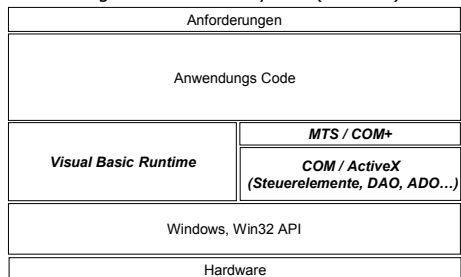 Anforderungen
Anwendungs Code
MTS / COM+
Visual Basic Runtime
COM / ActiveX
(Steuerelemente, DAO, ADO…)
Windows, Win32 API
Hardware